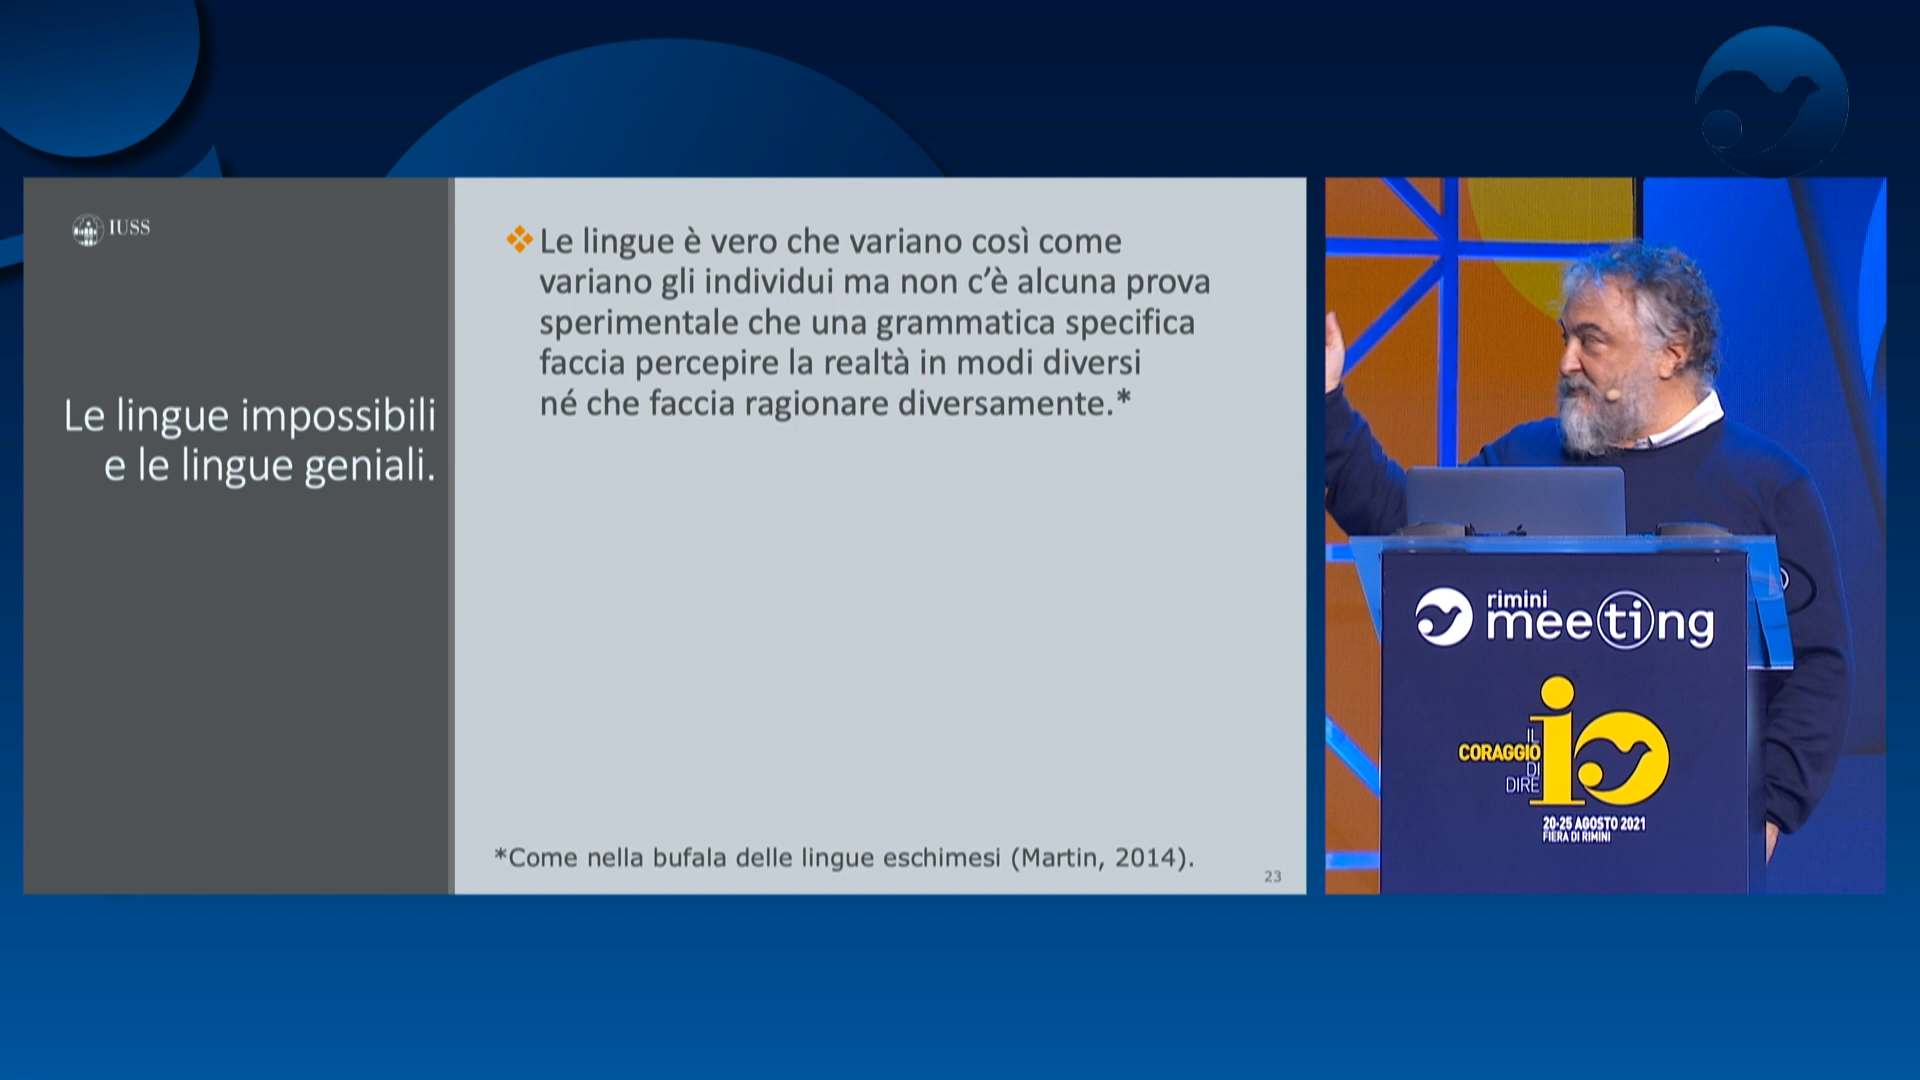 IUSS
Le lingue impossibili
e le lingue geniali.
Le lingue è vero che variano così come
variano gli individui ma non c’è alcuna prova
sperimentale che una grammatica specifica
faccia percepire la realtà in modi diversi
né che faccia ragionare diversamente.*
*Come nella bufala delle lingue eschimesi (Martin, 2014).
23
rimini
meeting
IL
CORAGGIO
DI
DIRE
io
20-25 AGOSTO 2021
FIERA DI RIMINI